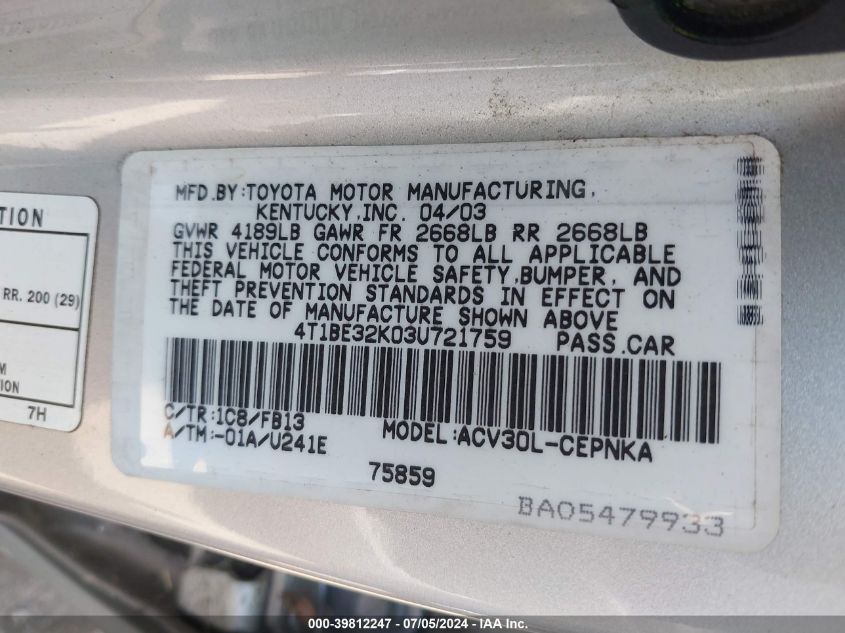 TION
RR. 200 (29)
M
ION
7H
MFD.BY:TOYOTA MOTOR MANUFACTURING,
KENTUCKY,INC. 04/03
GVWR 4189LB GAWR FR 2668LB RR 2668LB
THIS VEHICLE CONFORMS TO ALL APPLICABLE
FEDERAL MOTOR VEHICLE SAFETY,BUMPER, AND
THEFT PREVENTION STANDARDS IN EFFECT ON
THE DATE OF MANUFACTURE SHOWN ABOVE
4T1BE32K03U721759 PASS.CAR
C/TR:1C8/FB13
A/TM:-01A/U241E MODEL:ACV30L-CEPNKA
75859
BA05479933
000-39812247 - 07/05/2024 - IAA Inc.